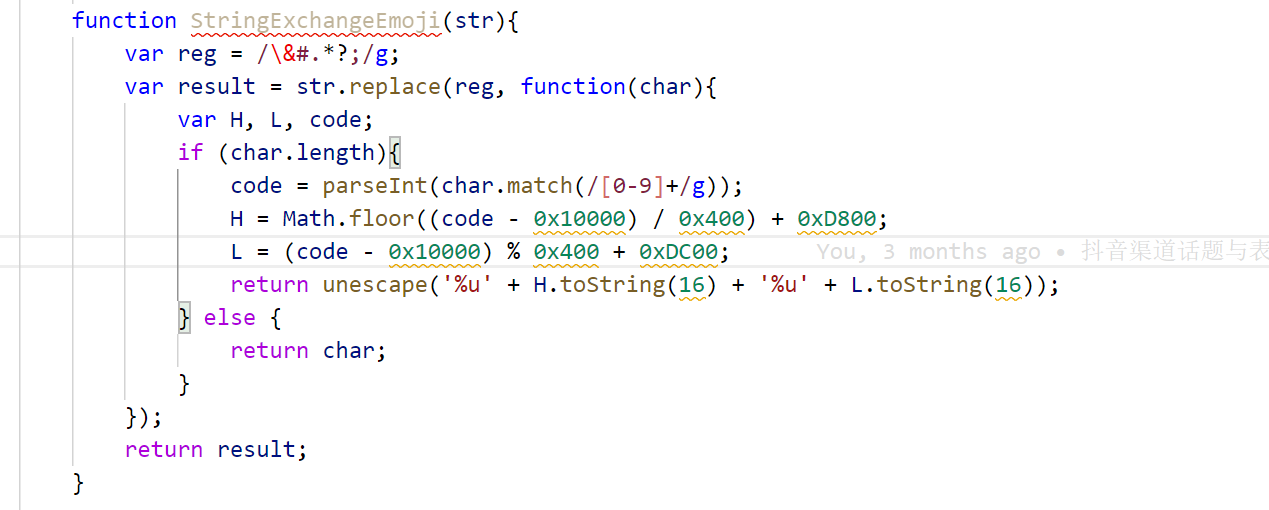 function StringExchangeEmoji(str){
var reg = /\&#.*?;/g;
var result = str.replace(reg, function(char){
var H, L, code;
if (char.length){
code = parseInt(char.match(/[0-9]+/g));
H = Math.floor((code - 0x10000) / 0x400) + 0xD800;
L = (code - 0x10000) % 0x400 + 0xDC00; You, 3 months ago • 抖音渠道话题与表
return unescape('%u' + H.toString(16) + '%u' + L.toString(16));
} else {
return char;
}
});
return result;
}